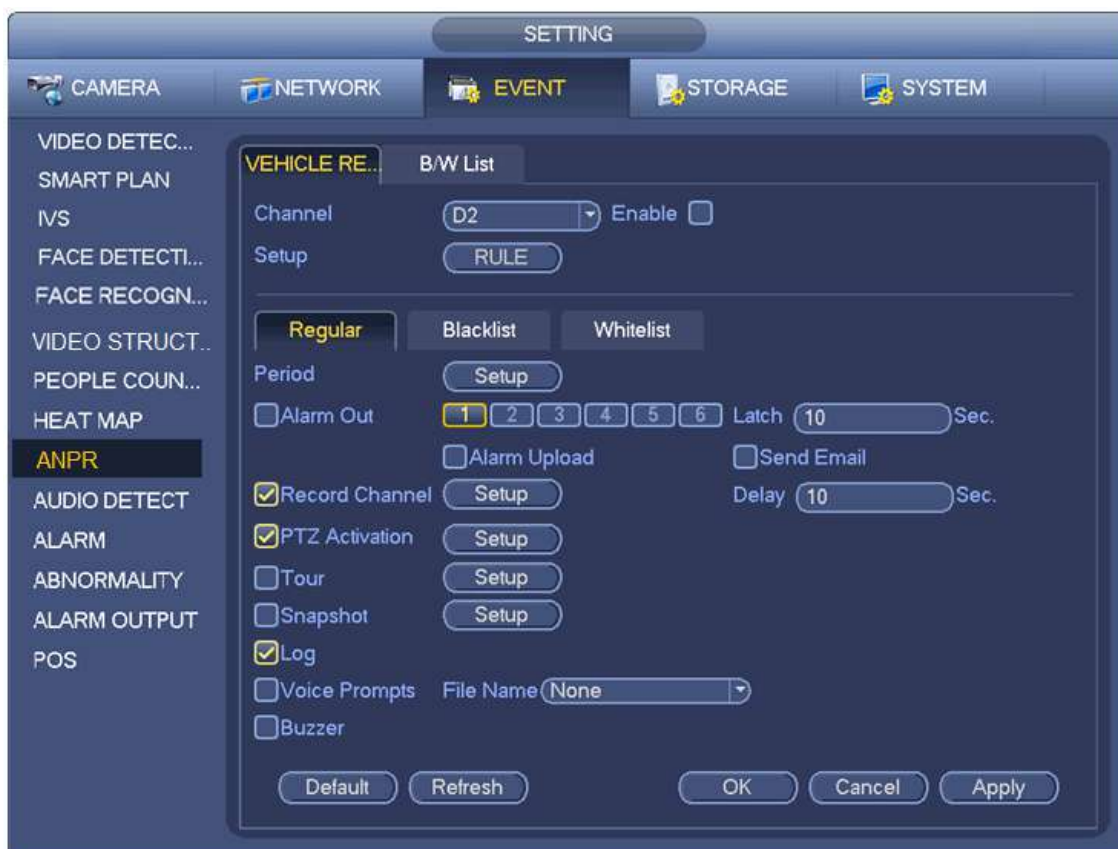 SETTING
CAMERA NETWORK EVENT STORAGE SYSTEM
VIDEO DETEC...
SMART PLAN
IVS
FACE DETECTI...
FACE RECOGN...
VIDEO STRUCT..
PEOPLE COUN...
HEAT MAP
ANPR
AUDIO DETECT
ALARM
ABNORMALITY
ALARM OUTPUT
POS
VEHICLE RE... B/W List
Channel D2 Enable
Setup RULE
Regular Blacklist Whitelist
Period Setup
Alarm Out 1 2 3 4 5 6 Latch 10 Sec.
Alarm Upload Send Email
Record Channel Setup Delay 10 Sec.
PTZ Activation Setup
Tour Setup
Snapshot Setup
Log
Voice Prompts File Name None
Buzzer
Default Refresh OK Cancel Apply